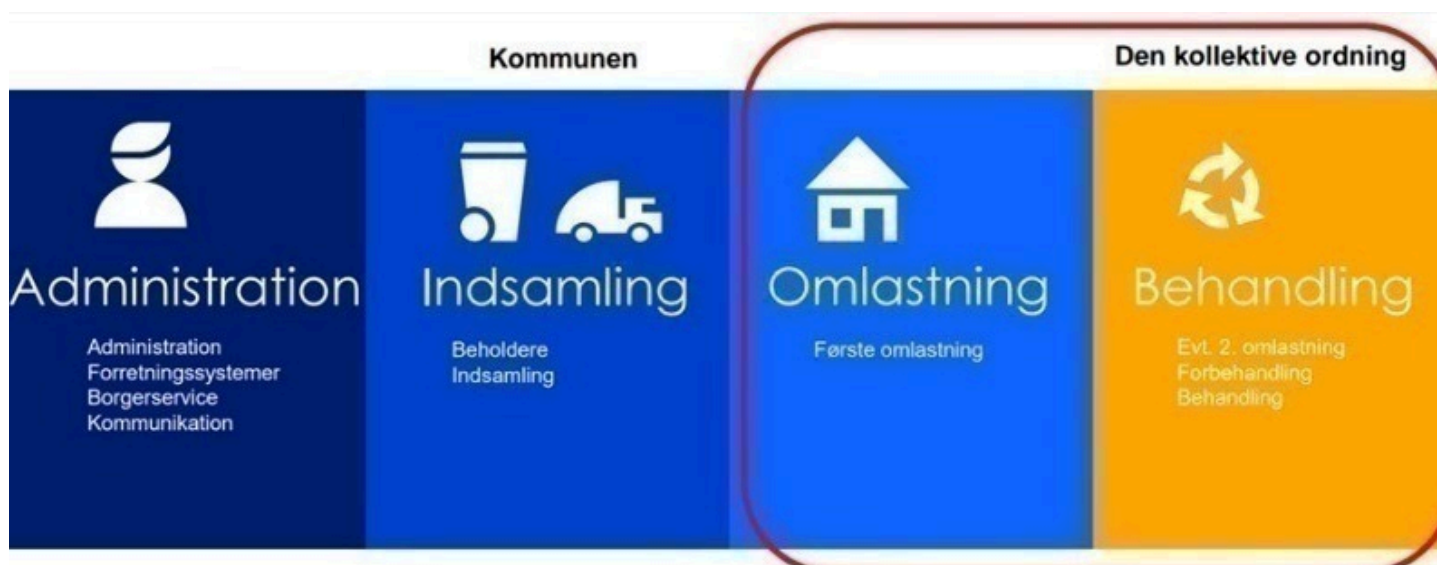 Kommunen
Den kollektive ordning
Administration
Administration
Forretningssystemer
Borgerservice
Kommunikation
Indsamling
Beholdere
Indsamling
Omlastning
Første omlastning
Behandling
Evt. 2. omlastning
Forbehandling
Behandling